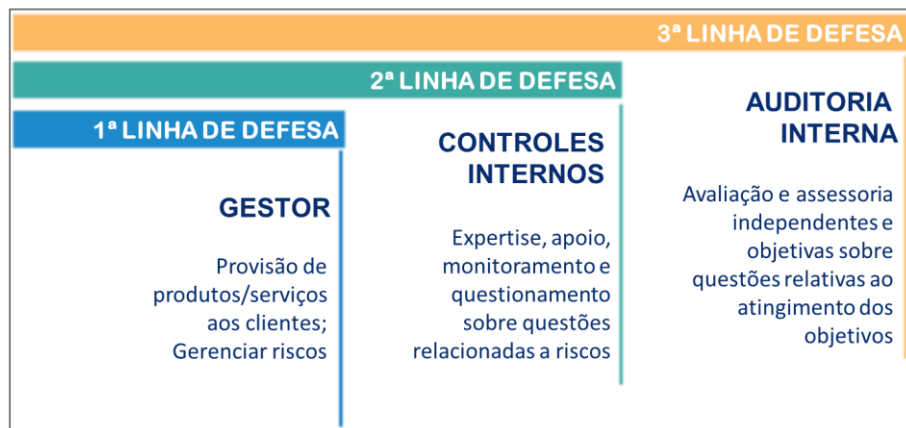 3ª LINHA DE DEFESA
2ª LINHA DE DEFESA
1ª LINHA DE DEFESA
GESTOR
Provisão de
produtos/serviços
aos clientes;
Gerenciar riscos
CONTROLES
INTERNOS
Expertise, apoio,
monitoramento e
questionamento
sobre questões
relacionadas a riscos
AUDITORIA
INTERNA
Avaliação e assessoria
independentes e
objetivas sobre
questões relativas ao
atingimento dos
objetivos